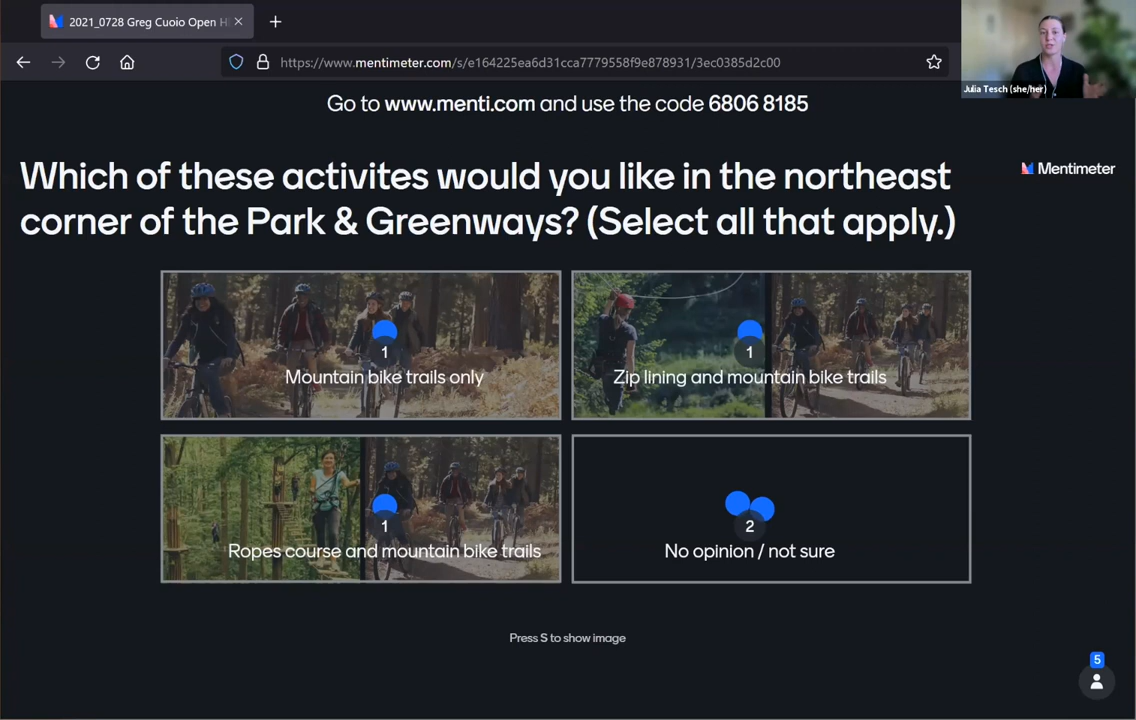 2021_0728 Greg Cuoio Open H
https://www.mentimeter.com/s/e164225ea6d31cca7779558f9e878931/3ec0385d2c00
Julia Tesch (she/her)
Go to www.menti.com and use the code 6806 8185
Which of these activites would you like in the northeast
corner of the Park & Greenways? (Select all that apply.)
Mentimeter
1
Mountain bike trails only
1
Zip lining and mountain bike trails
1
Ropes course and mountain bike trails
2
No opinion / not sure
Press S to show image
5